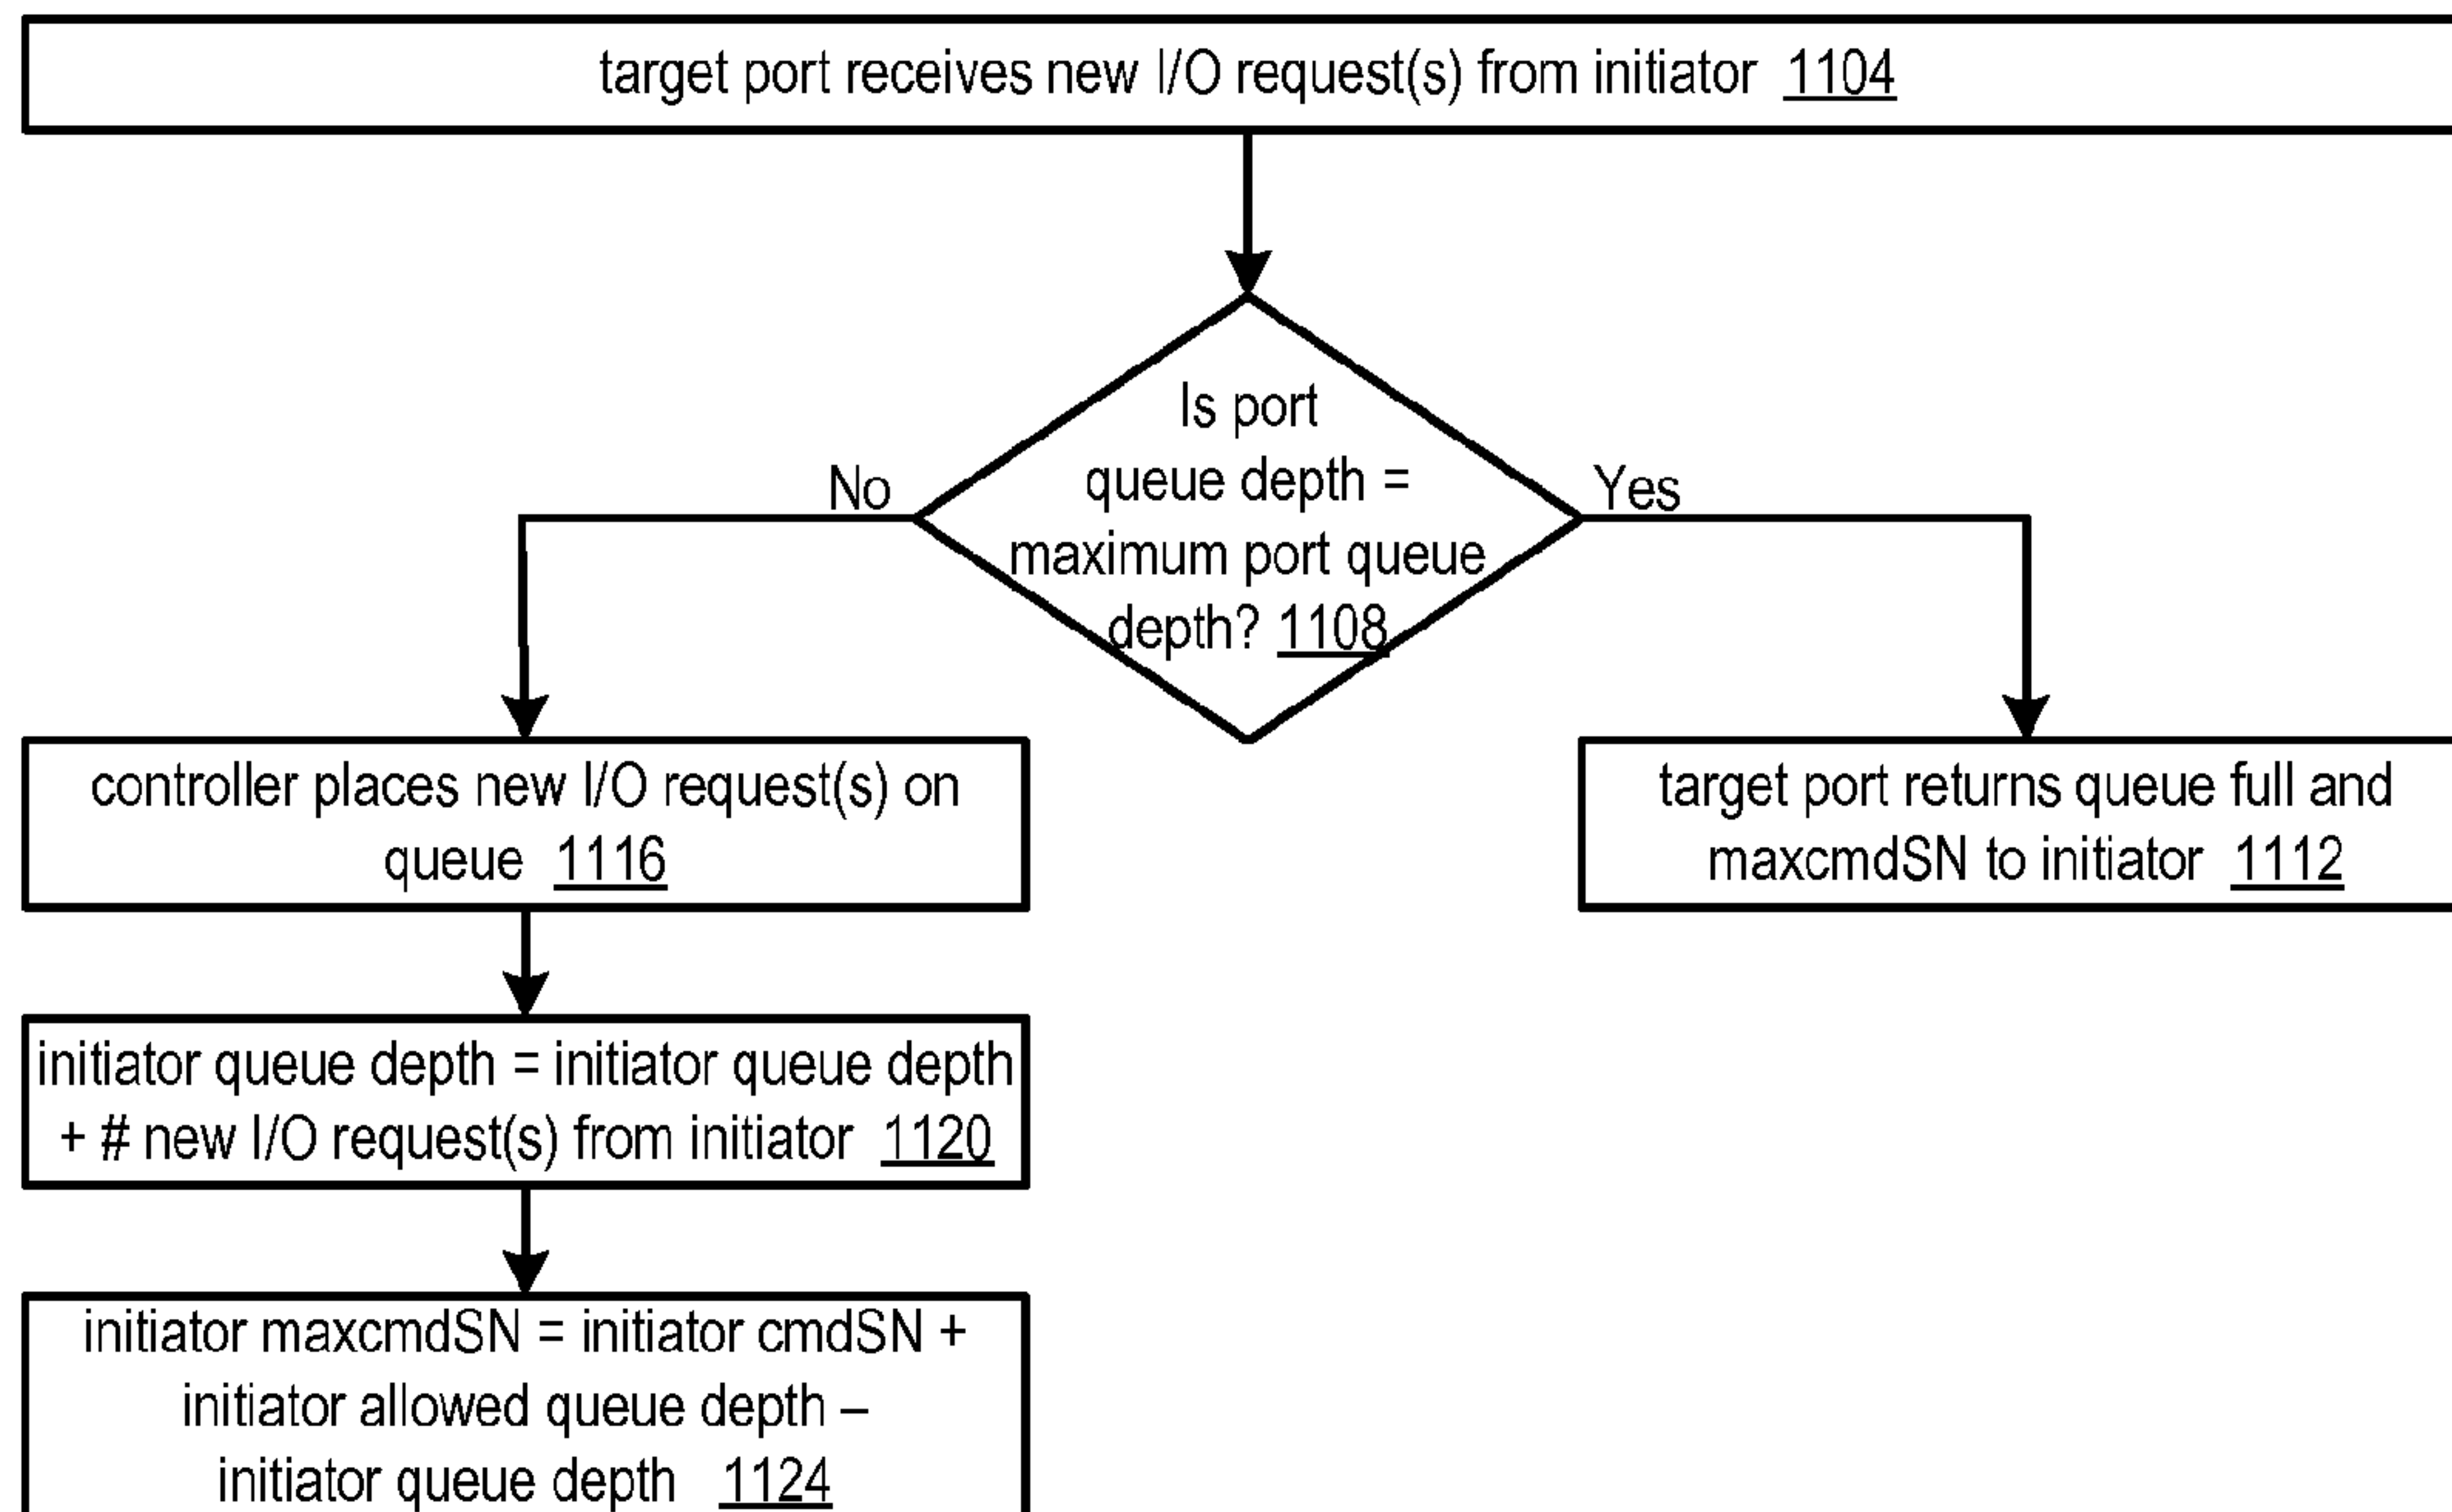 target port receives new I/O request(s) from initiator 1104
Is port
queue depth =
maximum port queue
depth? 1108
No
Yes
controller places new I/O request(s) on
queue 1116
target port returns queue full and
maxcmdSN to initiator 1112
initiator queue depth = initiator queue depth
+ # new I/O request(s) from initiator 1120
initiator maxcmdSN = initiator cmdSN +
initiator allowed queue depth –
initiator queue depth 1124